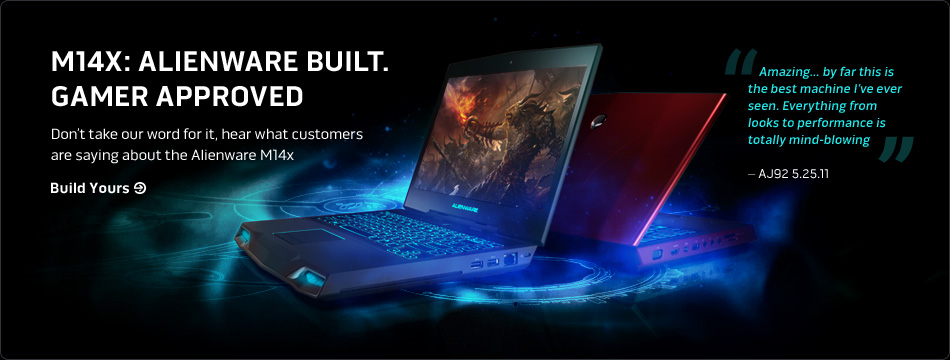 M14X: ALIENWARE BUILT.
GAMER APPROVED
Don't take our word for it, hear what customers
are saying about the Alienware M14x
Build Yours
ALIENWARE
“ Amazing... by far this is
the best machine I've ever
seen. Everything from
looks to performance is
totally mind-blowing ”
– AJ92 5.25.11